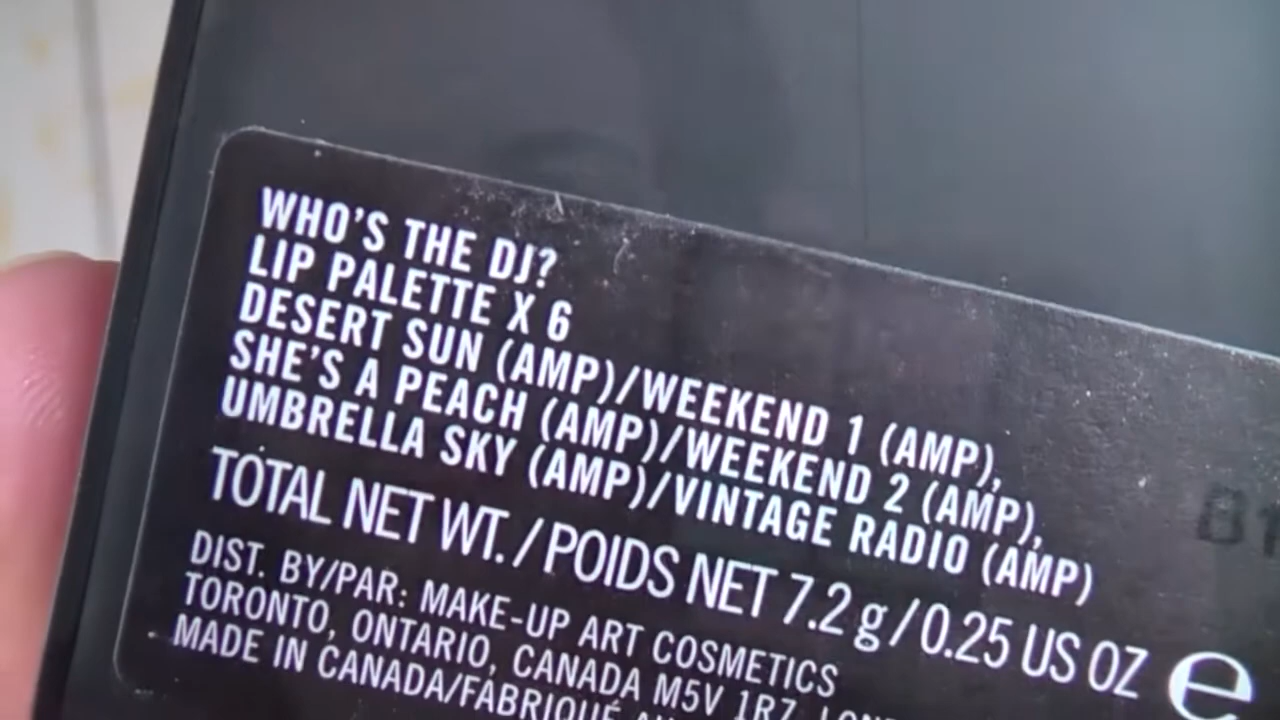 WHO'S THE DJ?
LIP PALETTE X 6
DESERT SUN (AMP)/WEEKEND 1 (AMP),
SHE'S A PEACH (AMP)/WEEKEND 2 (AMP),
UMBRELLA SKY (AMP)/VINTAGE RADIO (AMP)
TOTAL NET WT. / POIDS NET 7.2 g / 0.25 US OZ e
DIST. BY/PAR: MAKE-UP ART COSMETICS
TORONTO, ONTARIO, CANADA M5V 1R7,
MADE IN CANADA/FABRIQUÉ